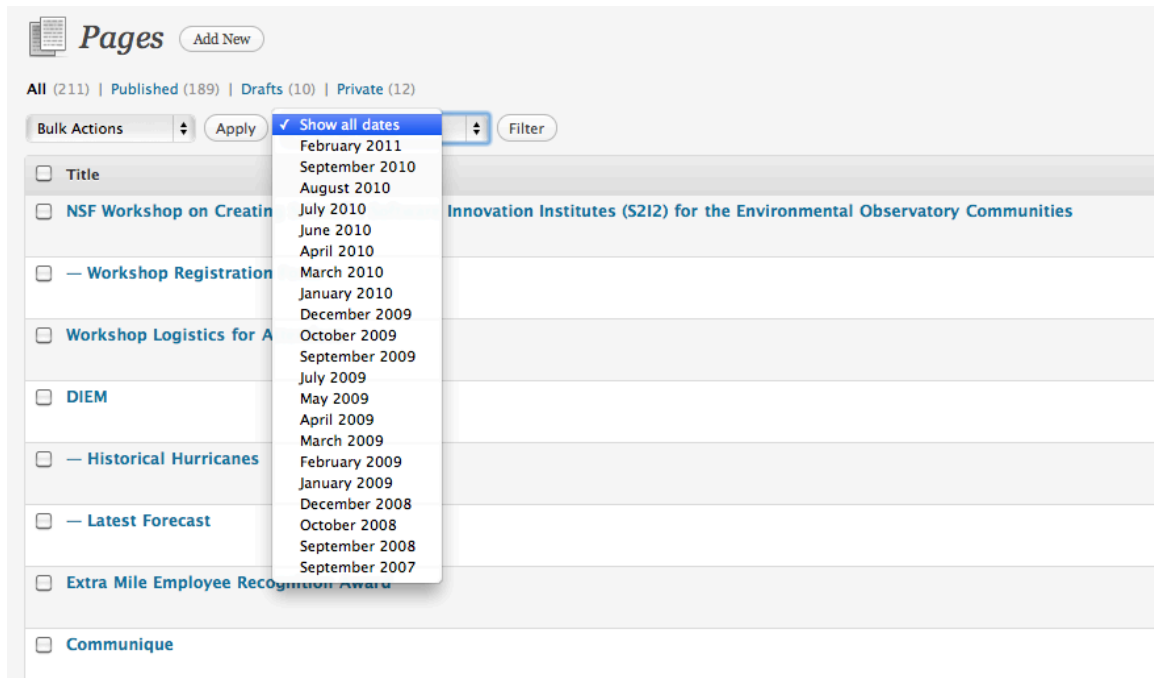 Pages Add New
All (211) | Published (189) | Drafts (10) | Private (12)
Bulk Actions Apply ✓ Show all dates Filter
February 2011
September 2010
August 2010
July 2010
June 2010
April 2010
March 2010
January 2010
December 2009
October 2009
September 2009
July 2009
May 2009
April 2009
March 2009
February 2009
January 2009
December 2008
October 2008
September 2008
September 2007
Title
NSF Workshop on Creatin Innovation Institutes (S2I2) for the Environmental Observatory Communities
— Workshop Registration
Workshop Logistics for A
DIEM
— Historical Hurricanes
— Latest Forecast
Extra Mile Employee Recognition Award
Communique